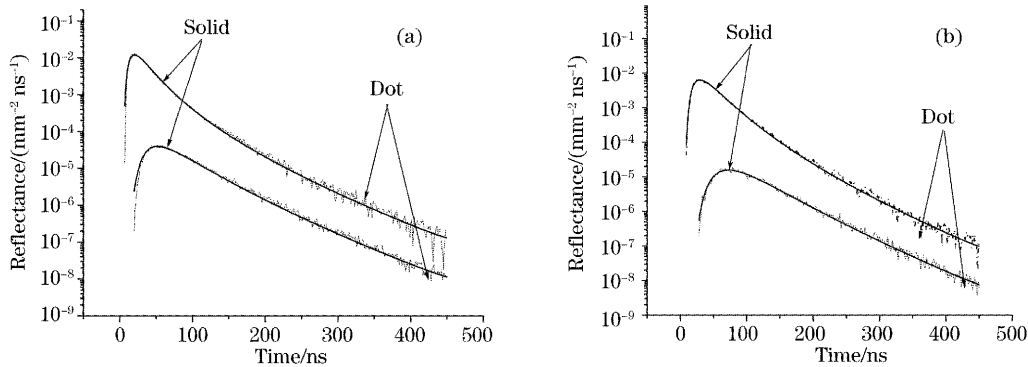 (a)
Solid
Dot
10⁻¹
10⁻²
10⁻³
10⁻⁴
10⁻⁵
10⁻⁶
10⁻⁷
10⁻⁸
10⁻⁹
Reflectance/(mm⁻² ns⁻¹)
0 100 200 300 400 500
Time/ns
(b)
Solid
Dot
10⁻¹
10⁻²
10⁻³
10⁻⁴
10⁻⁵
10⁻⁶
10⁻⁷
10⁻⁸
10⁻⁹
Reflectance/(mm⁻² ns⁻¹)
0 100 200 300 400 500
Time/ns